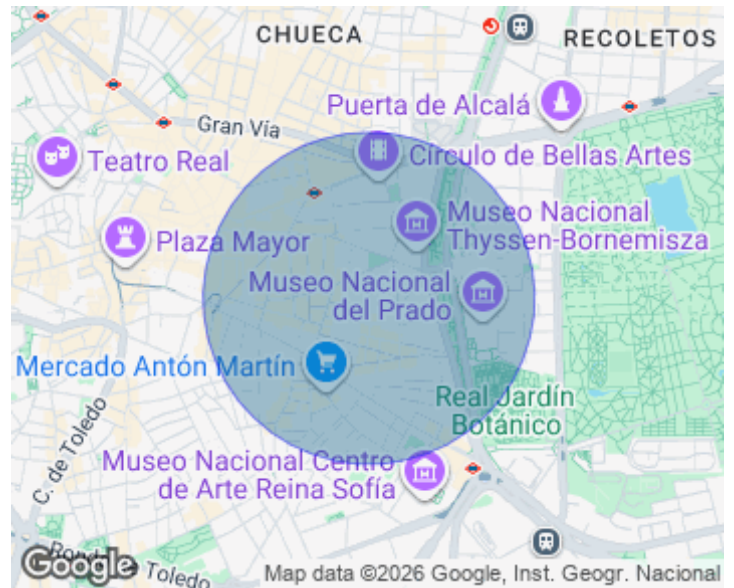 CHUECA
RECOLETOS
Puerta de Alcalá
Gran Vía
Teatro Real
Círculo de Bellas Artes
Museo Nacional
Thyssen-Bornemisza
Plaza Mayor
Museo Nacional
del Prado
Mercado Antón Martín
Real Jardín
Botánico
C. de Toledo
Museo Nacional Centro
de Arte Reina Sofía
Ronda de Toledo
Google
Map data ©2026 Google, Inst. Geogr. Nacional